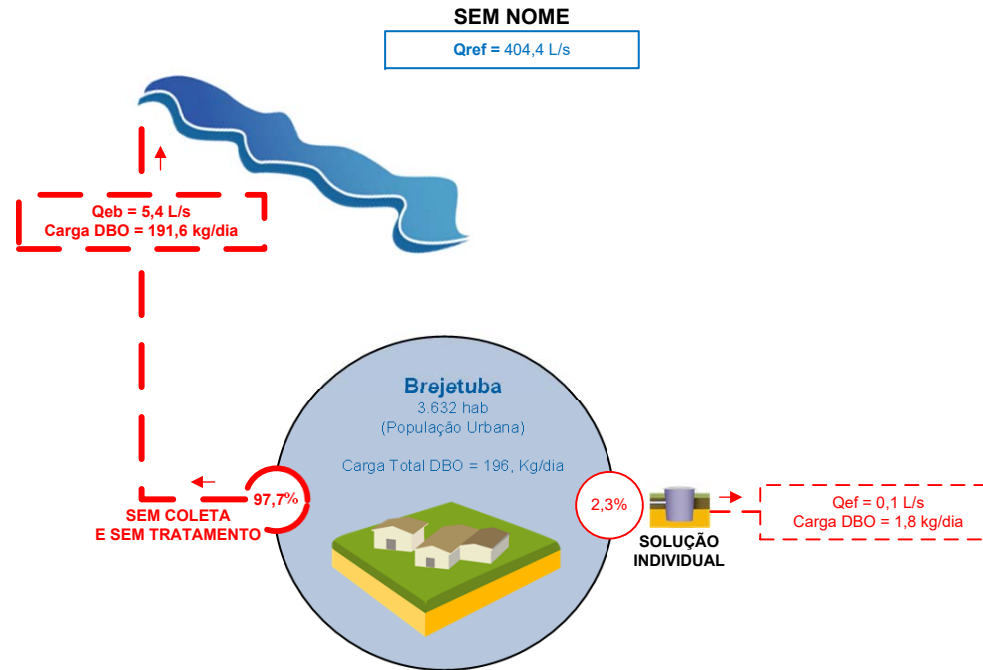 SEM NOME
Qref = 404,4 L/s
Qeb = 5,4 L/s
Carga DBO = 191,6 kg/dia
Brejetuba
3.632 hab
(População Urbana)
Carga Total DBO = 196, Kg/dia
97,7%
SEM COLETA
E SEM TRATAMENTO
2,3%
SOLUÇÃO
INDIVIDUAL
Qef = 0,1 L/s
Carga DBO = 1,8 kg/dia